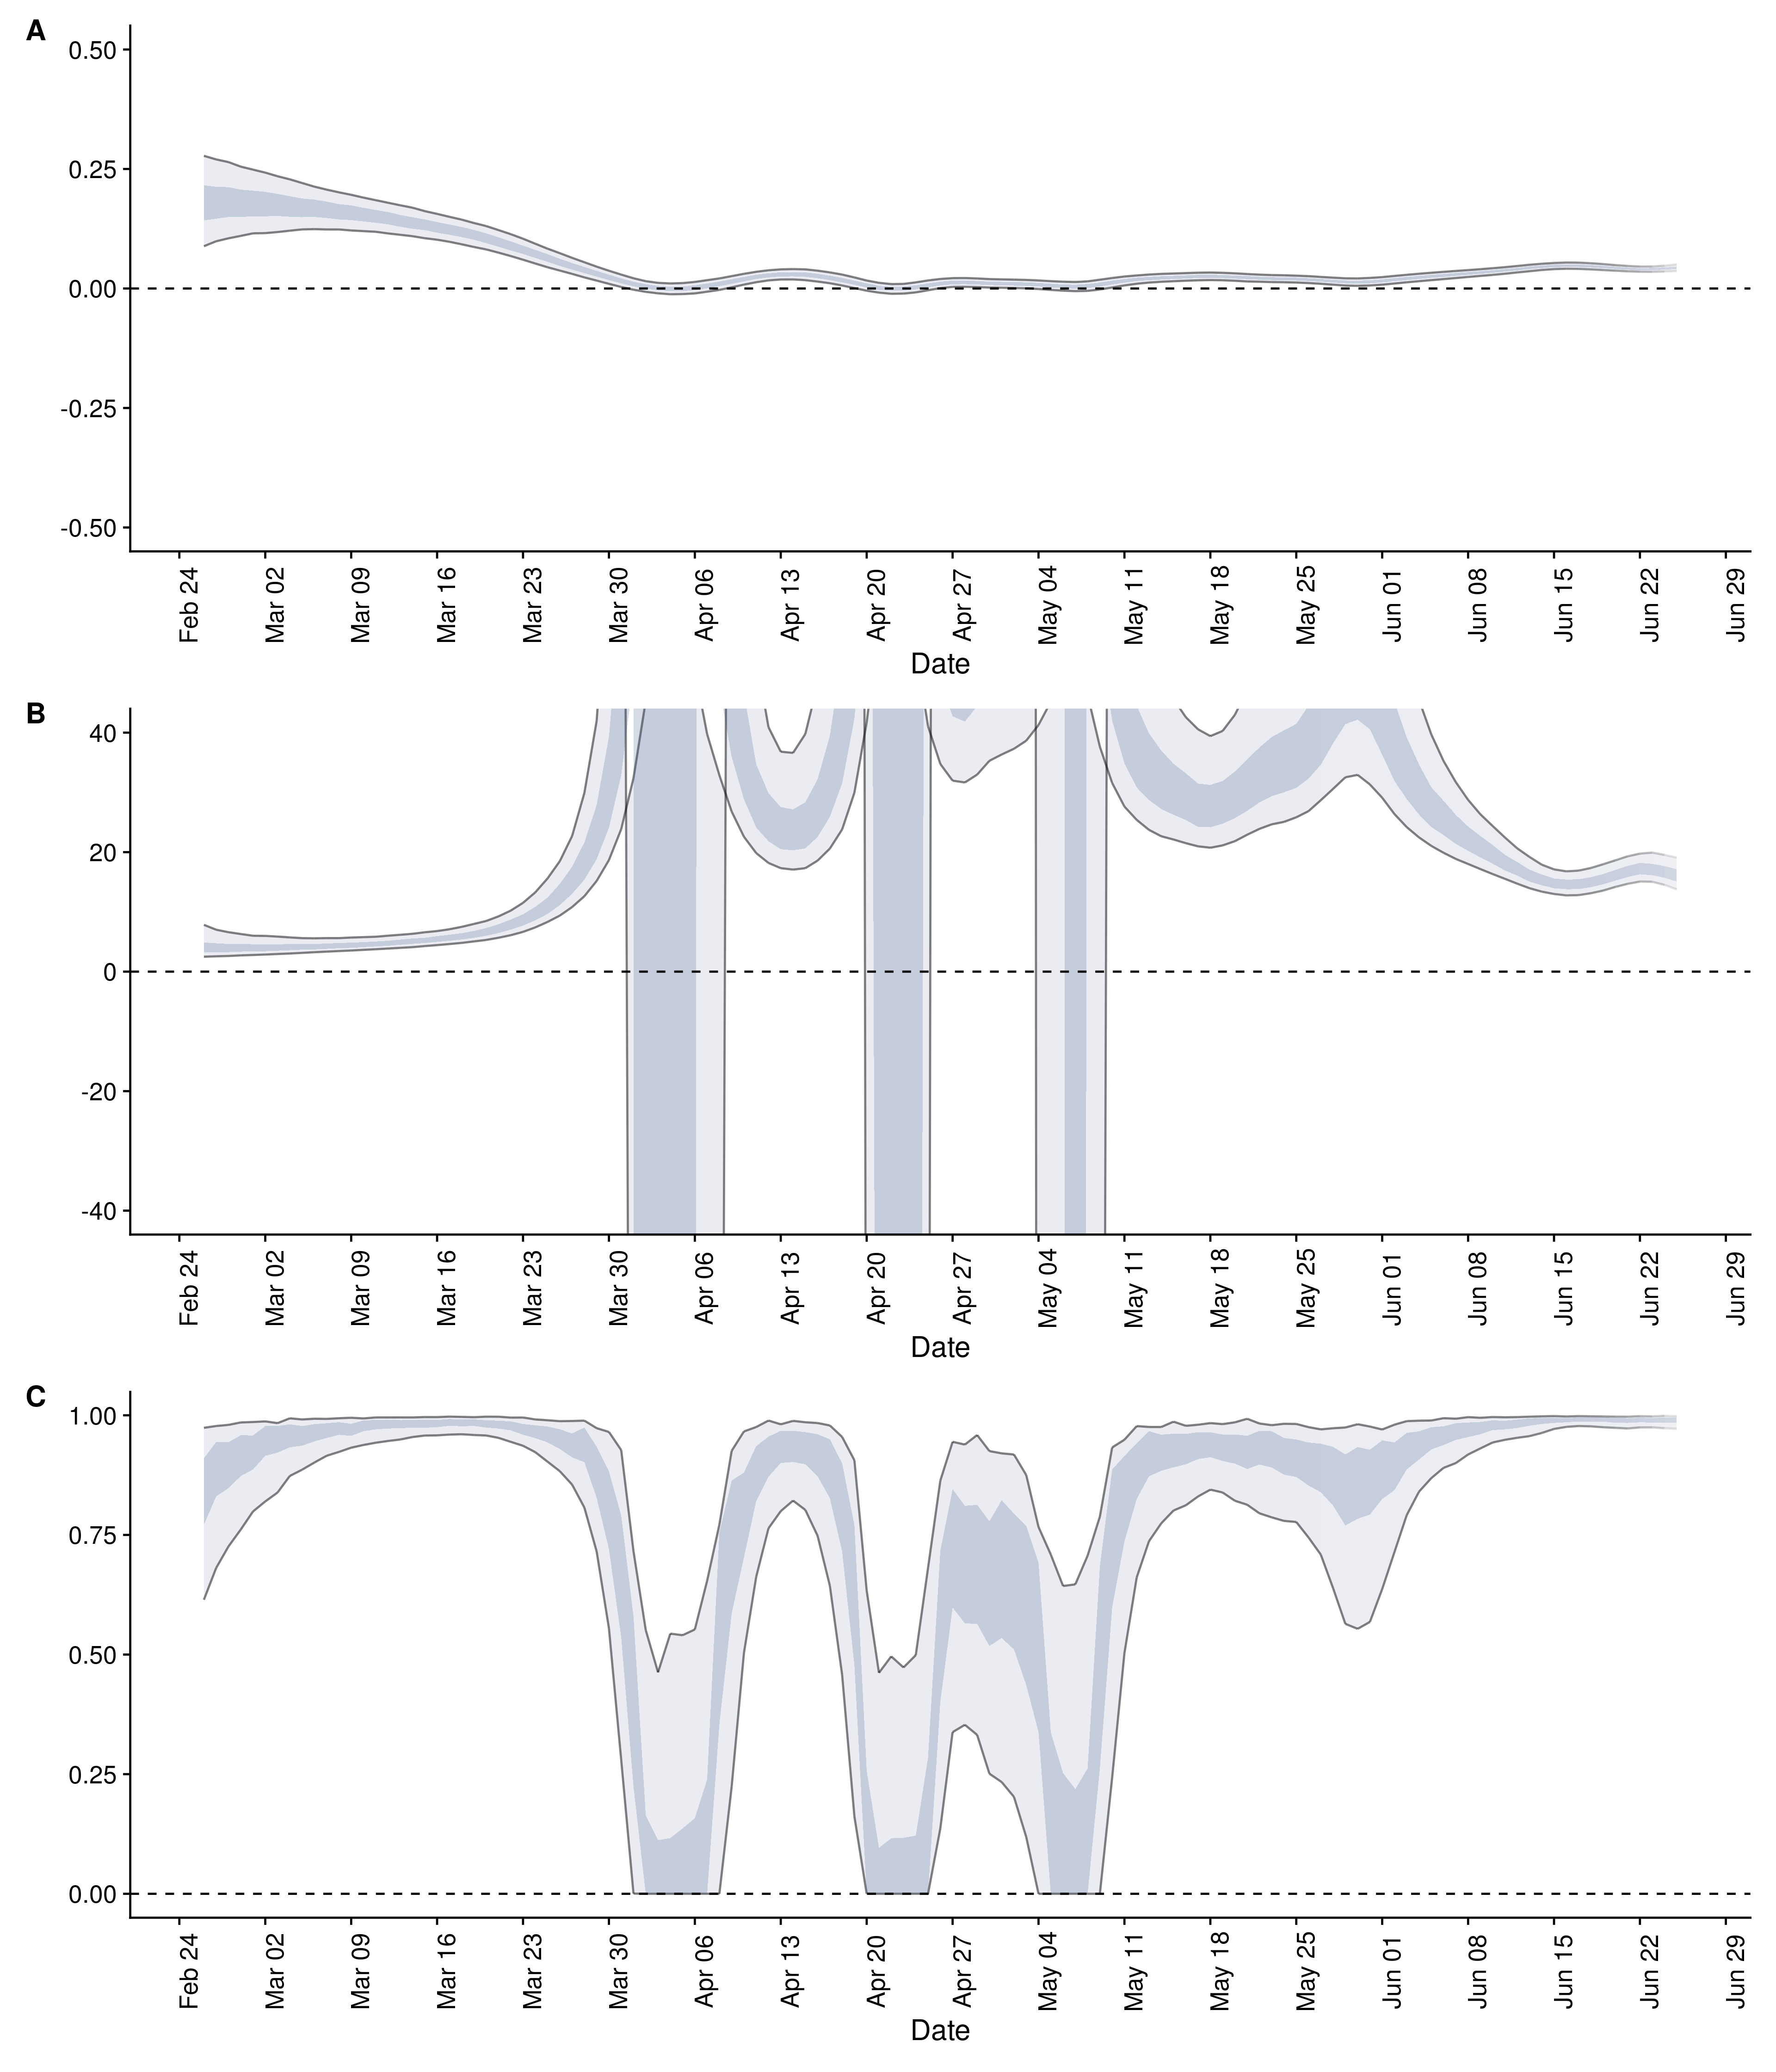 A
0.50
0.25
0.00
-0.25
-0.50
Feb 24
Mar 02
Mar 09
Mar 16
Mar 23
Mar 30
Apr 06
Apr 13
Apr 20
Apr 27
May 04
May 11
May 18
May 25
Jun 01
Jun 08
Jun 15
Jun 22
Jun 29
Date
B
40
20
0
-20
-40
Feb 24
Mar 02
Mar 09
Mar 16
Mar 23
Mar 30
Apr 06
Apr 13
Apr 20
Apr 27
May 04
May 11
May 18
May 25
Jun 01
Jun 08
Jun 15
Jun 22
Jun 29
Date
C
1.00
0.75
0.50
0.25
0.00
Feb 24
Mar 02
Mar 09
Mar 16
Mar 23
Mar 30
Apr 06
Apr 13
Apr 20
Apr 27
May 04
May 11
May 18
May 25
Jun 01
Jun 08
Jun 15
Jun 22
Jun 29
Date